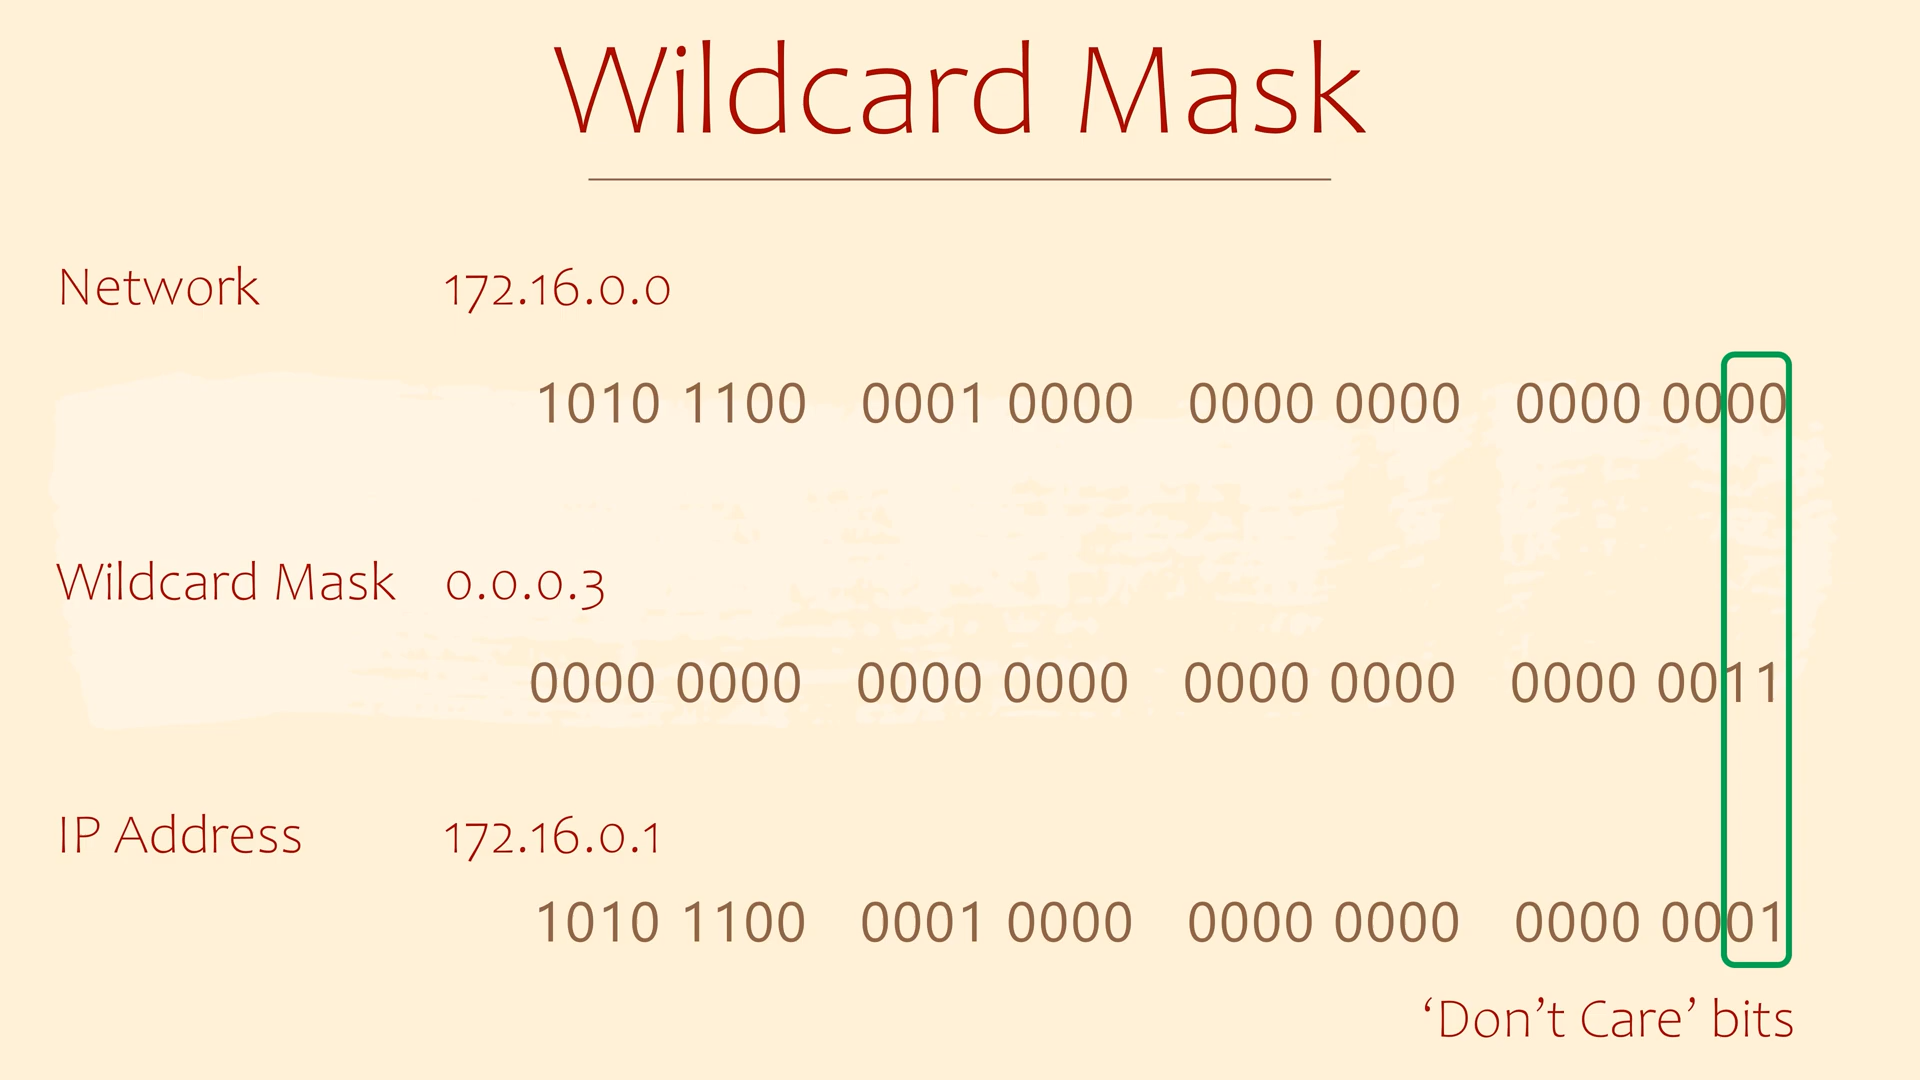 Wildcard Mask
Network 172.16.0.0
1010 1100 0001 0000 0000 0000 0000 0000
Wildcard Mask 0.0.0.3
0000 0000 0000 0000 0000 0000 0000 0011
IP Address 172.16.0.1
1010 1100 0001 0000 0000 0000 0000 0001
‘Don’t Care’ bits